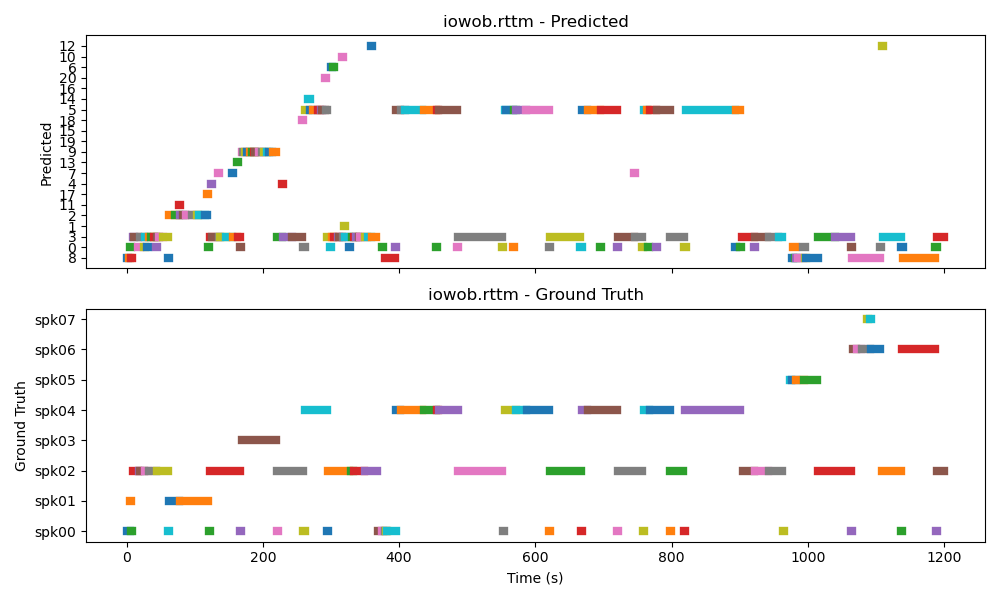 iowob.rttm - Predicted
12
10
6
20
16
14
5
18
15
19
9
13
7
4
17
11
2
1
3
0
8
Predicted
iowob.rttm - Ground Truth
spk07
spk06
spk05
spk04
spk03
spk02
spk01
spk00
Ground Truth
0
200
400
600
800
1000
1200
Time (s)